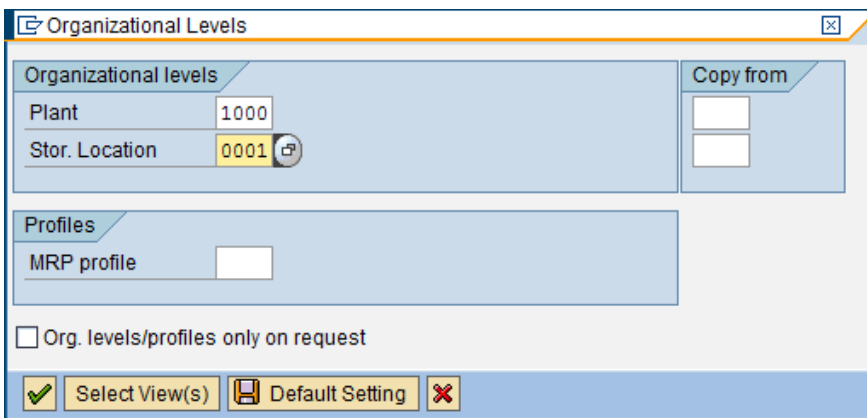 Organizational Levels
Organizational levels Copy from
Plant 1000
Stor. Location 0001
Profiles
MRP profile
Org. levels/profiles only on request
Select View(s) Default Setting